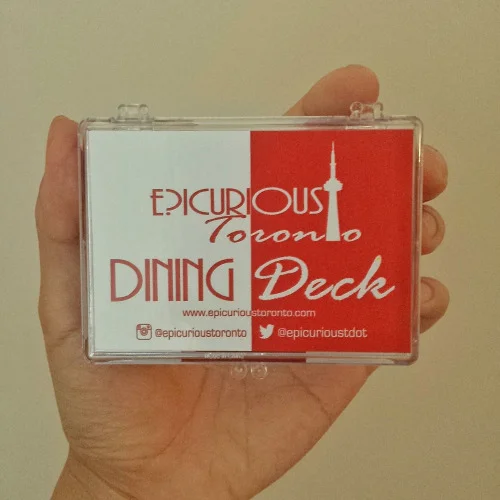 EPICURIOUS
Toronto
DINING Deck
www.epicurioustoronto.com
@epicurioustoronto @epicurioustdot